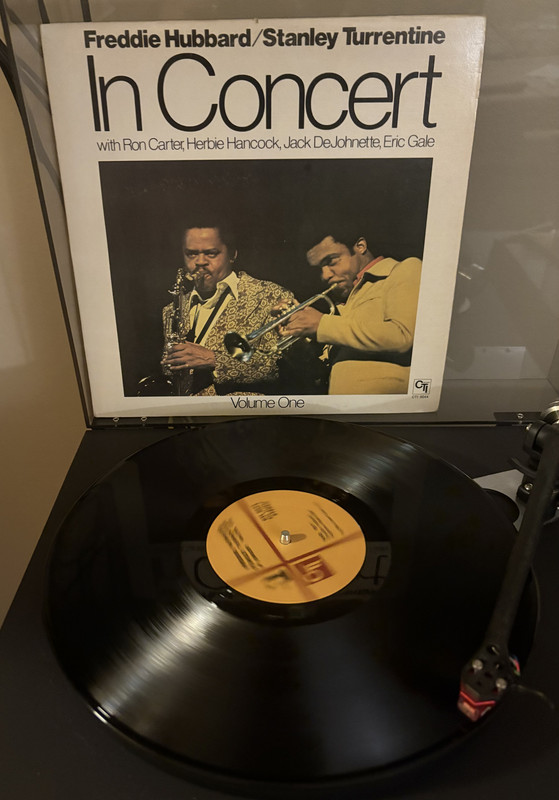 Freddie Hubbard/Stanley Turrentine
In Concert
with Ron Carter, Herbie Hancock, Jack DeJohnette, Eric Gale
CTI
Volume One